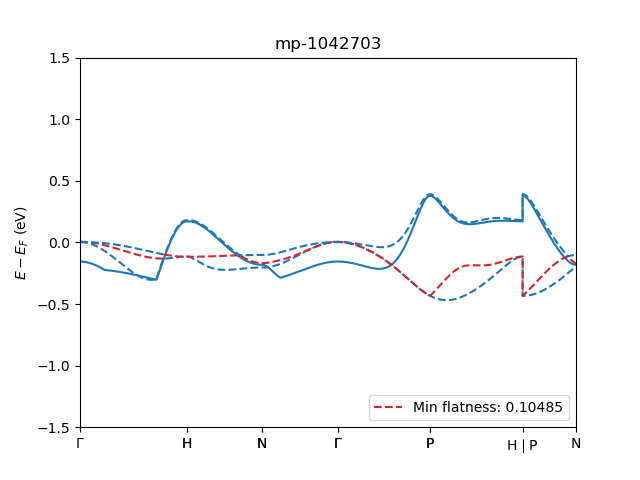 mp-1042703
1.5
1.0
0.5
0.0
−0.5
−1.0
−1.5
E − E_F (eV)
Min flatness: 0.10485
Γ H N Γ P H | P N